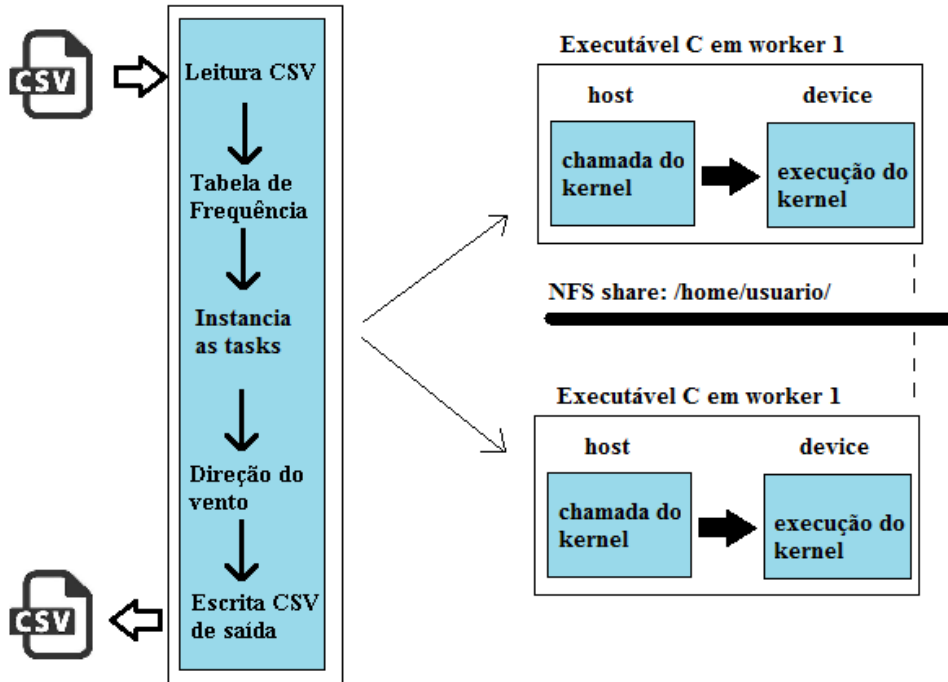 CSV
Leitura CSV
Tabela de
Frequência
Instancia
as tasks
Direção do
vento
Escrita CSV
de saída
CSV
Executável C em worker 1
host
device
chamada do
kernel
execução do
kernel
NFS share: /home/usuario/
Executável C em worker 1
host
device
chamada do
kernel
execução do
kernel